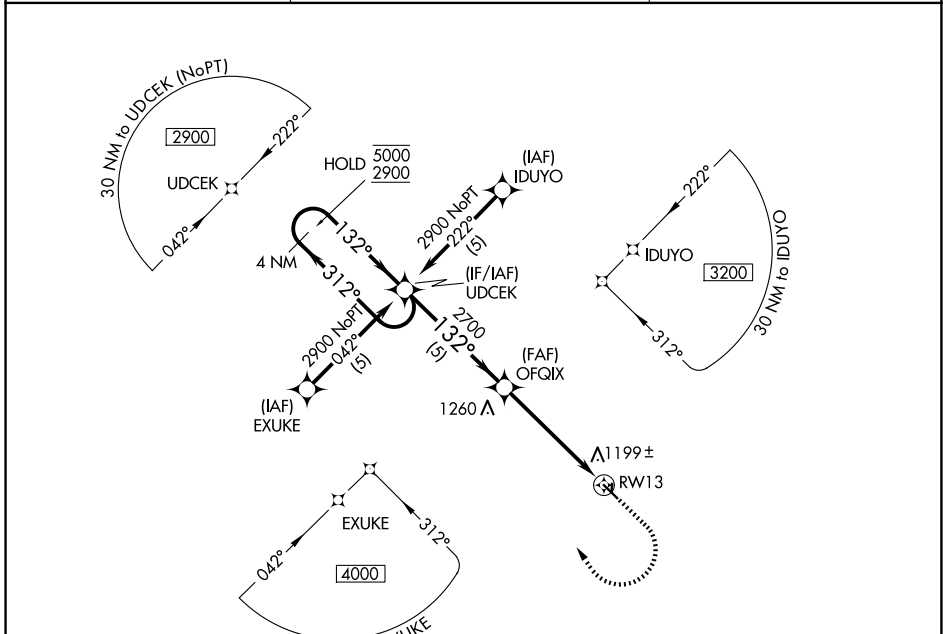 30 NM to UDCEK (NoPT)
2900
222°
UDCEK
042°
HOLD 5000
2900
4 NM
132°
312°
(IAF)
IDUYO
2900 NoPT
222°
(5)
(IF/IAF)
UDCEK
2900 NoPT
042°
(5)
(IAF)
EXUKE
2700
132°
(5)
(FAF)
OFQIX
1260
1199±
RW13
222°
IDUYO
3200
312°
30 NM to IDUYO
EXUKE
042°
312°
4000